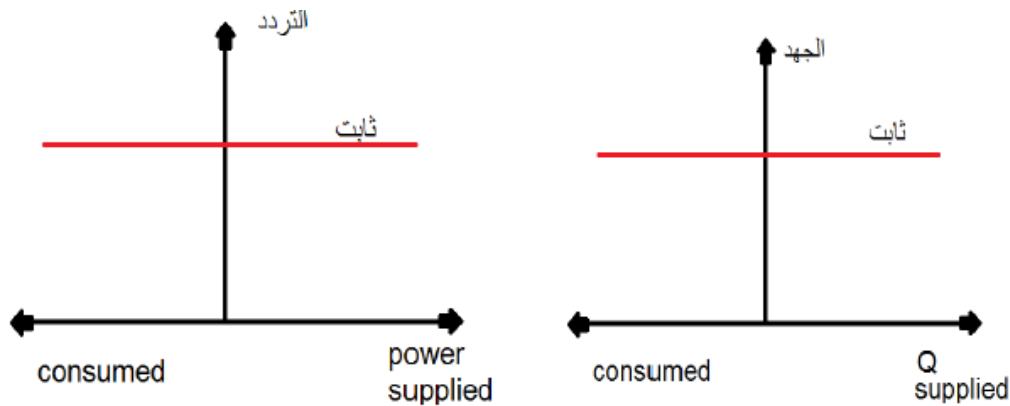 التردد
ثابت
consumed
power
supplied
الجهد
ثابت
consumed
Q
supplied